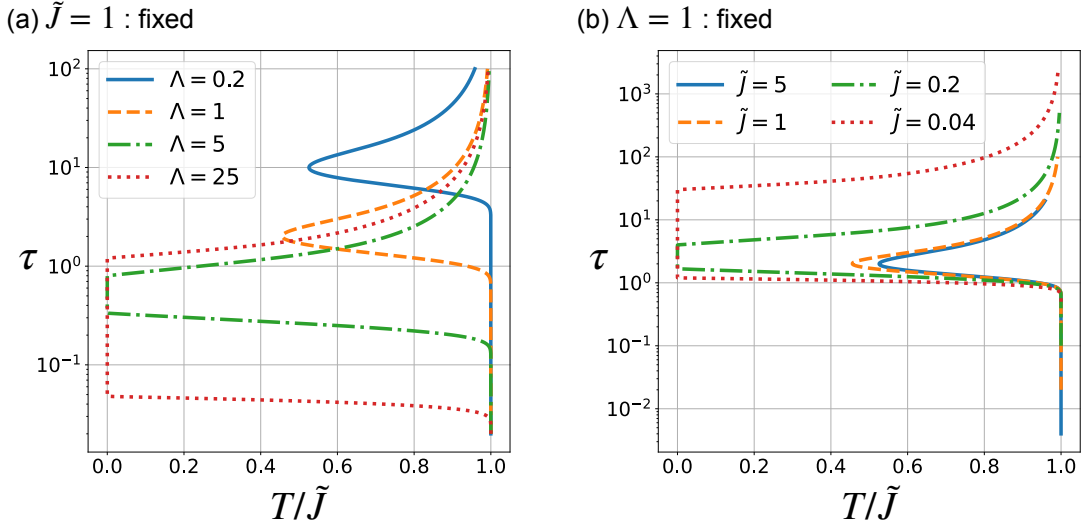 (a) J̃ = 1 : fixed
Λ = 0.2
Λ = 1
Λ = 5
Λ = 25
10²
10¹
10⁰
10⁻¹
τ
0.0 0.2 0.4 0.6 0.8 1.0
T/J̃
(b) Λ = 1 : fixed
J̃ = 5 J̃ = 0.2
J̃ = 1 J̃ = 0.04
10³
10²
10¹
10⁰
10⁻¹
10⁻²
τ
0.0 0.2 0.4 0.6 0.8 1.0
T/J̃